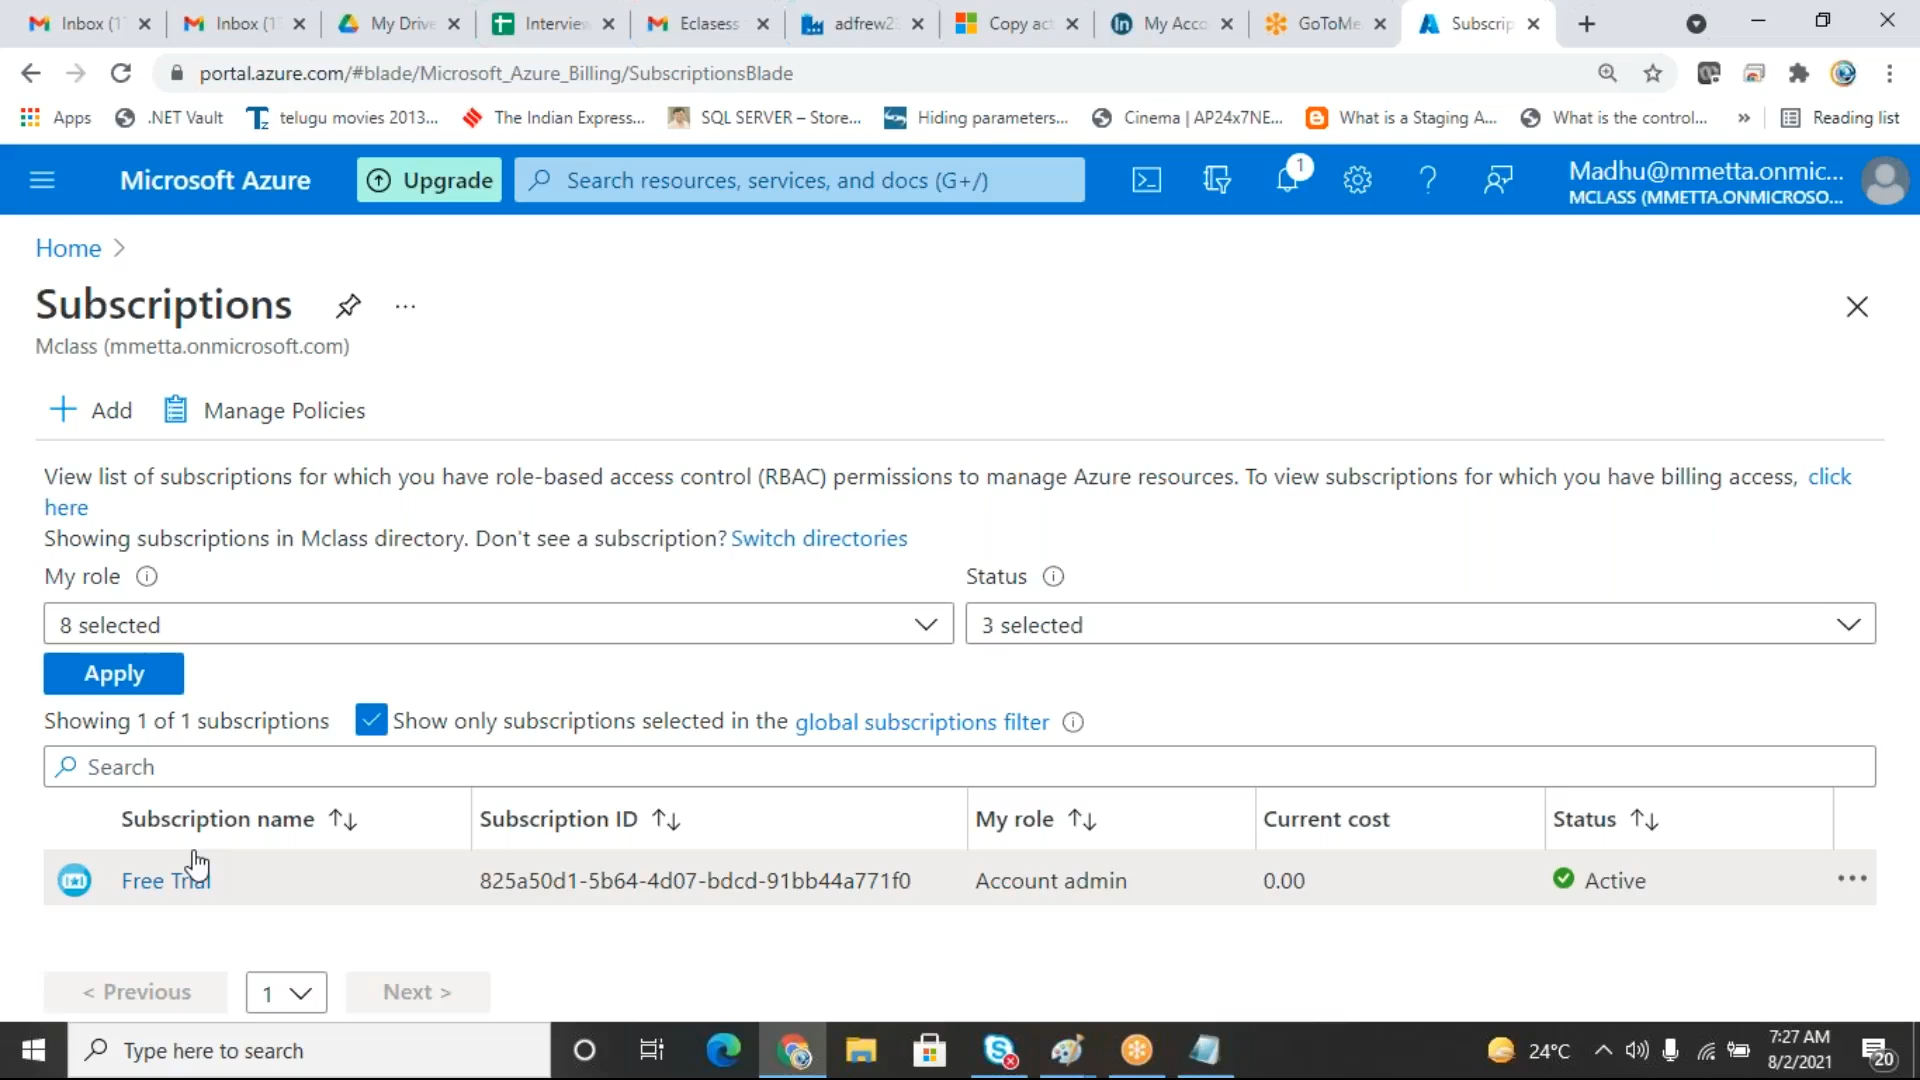 Inbox (1
Inbox (1
My Drive
Interview
Eclasess
adfrew2
Copy act
My Acco
GoToMe
Subscrip
portal.azure.com/#blade/Microsoft_Azure_Billing/SubscriptionsBlade
Apps
.NET Vault
telugu movies 2013...
The Indian Express...
SQL SERVER – Store...
Hiding parameters...
Cinema | AP24x7NE...
What is a Staging A...
What is the control...
»
Reading list
Microsoft Azure
Upgrade
Search resources, services, and docs (G+/)
1
Madhu@mmetta.onmic...
MCLASS (MMETTA.ONMICROSO...
Home
Subscriptions
...
Mclass (mmetta.onmicrosoft.com)
Add
Manage Policies
View list of subscriptions for which you have role-based access control (RBAC) permissions to manage Azure resources. To view subscriptions for which you have billing access, click
here
Showing subscriptions in Mclass directory. Don't see a subscription? Switch directories
My role
Status
8 selected
3 selected
Apply
Showing 1 of 1 subscriptions
Show only subscriptions selected in the global subscriptions filter
Search
Subscription name
Subscription ID
My role
Current cost
Status
Free Trial
825a50d1-5b64-4d07-bdcd-91bb44a771f0
Account admin
0.00
Active
< Previous
1
Next >
Type here to search
24°C
7:27 AM
8/2/2021
20